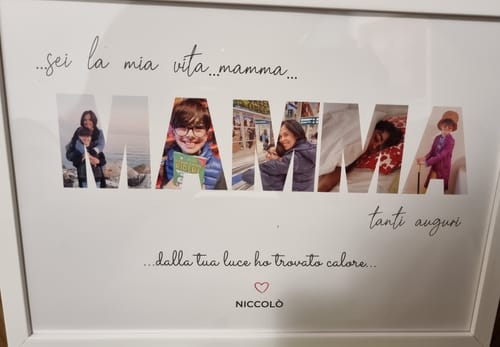 ...sei la mia vita...mamma...
MAMMA
tanti auguri
...dalla tua luce ho trovato calore...
NICCOLÒ